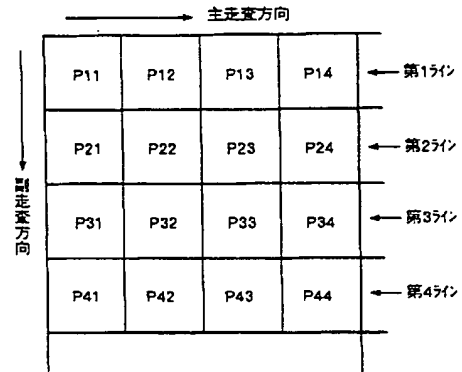 主走査方向
P11 P12 P13 P14 第1ライン
P21 P22 P23 P24 第2ライン
P31 P32 P33 P34 第3ライン
P41 P42 P43 P44 第4ライン
副走査方向